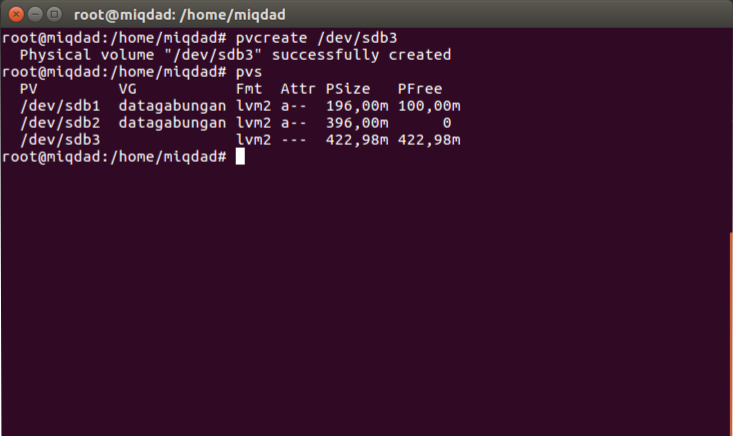 root@miqdad: /home/miqdad
root@miqdad:/home/miqdad# pvcreate /dev/sdb3
  Physical volume "/dev/sdb3" successfully created
root@miqdad:/home/miqdad# pvs
  PV         VG           Fmt  Attr PSize   PFree
  /dev/sdb1  datagabungan lvm2 a--  196,00m 100,00m
  /dev/sdb2  datagabungan lvm2 a--  396,00m      0
  /dev/sdb3               lvm2 ---  422,98m 422,98m
root@miqdad:/home/miqdad#